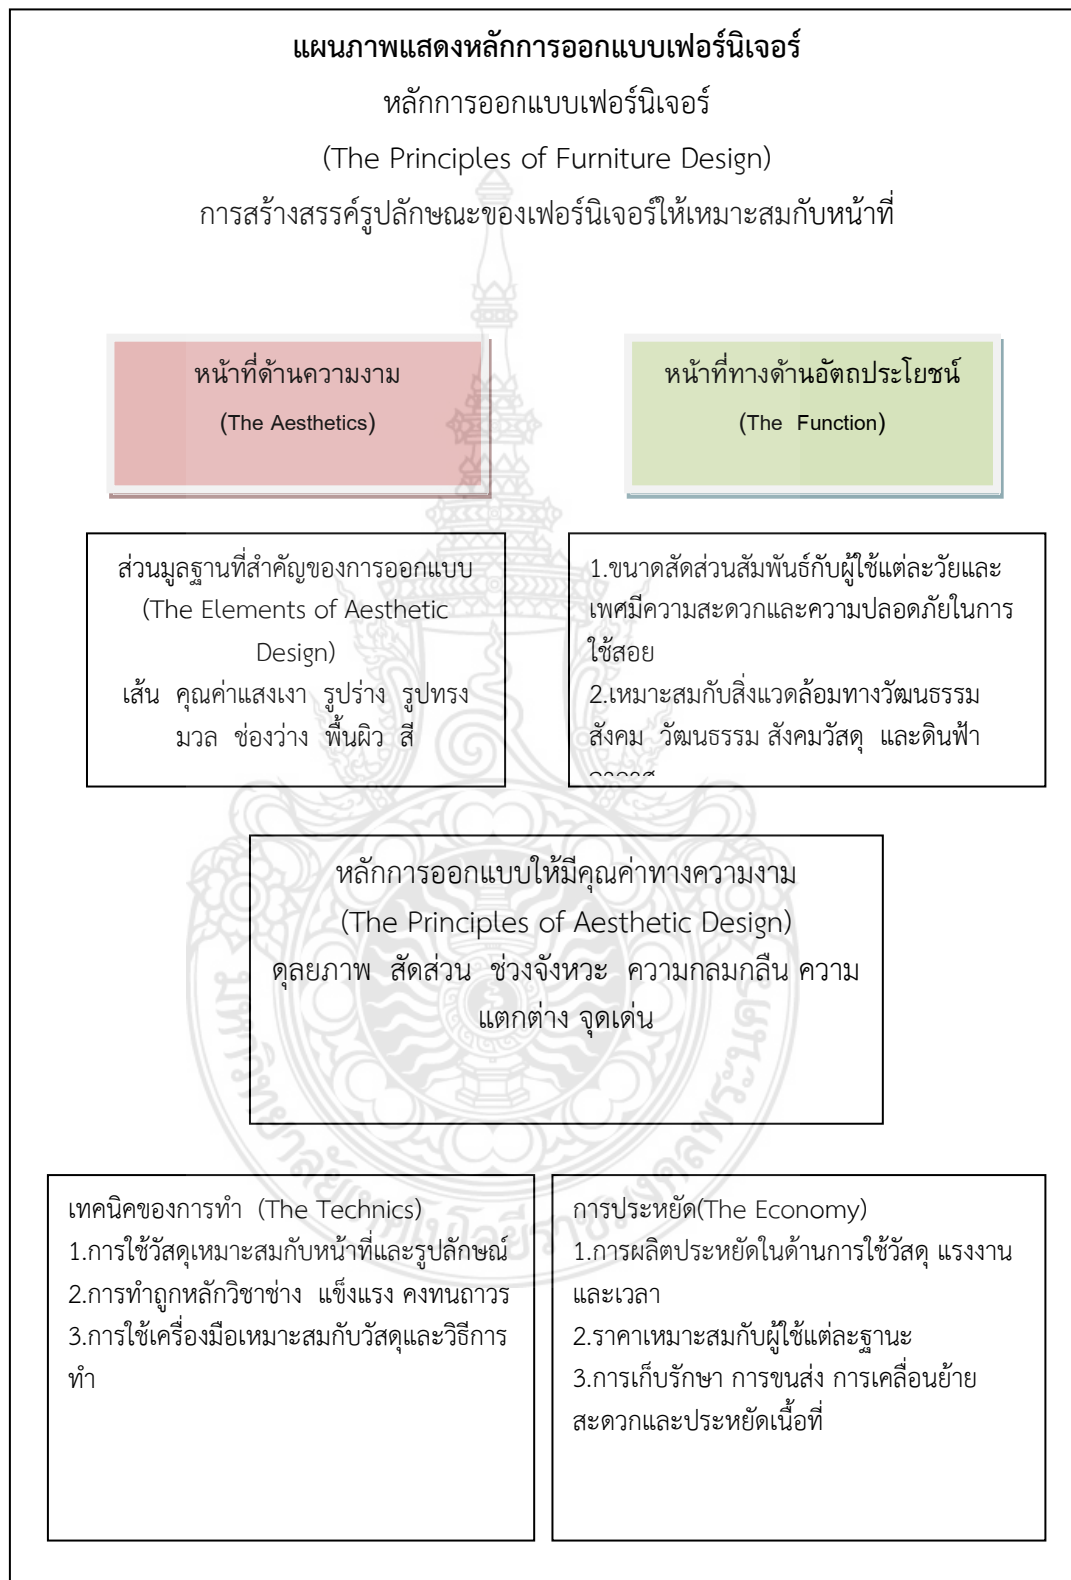 แผนภาพแสดงหลักการออกแบบเฟอร์นิเจอร์
หลักการออกแบบเฟอร์นิเจอร์
(The Principles of Furniture Design)
การสร้างสรรค์รูปลักษณะของเฟอร์นิเจอร์ให้เหมาะสมกับหน้าที่
หน้าที่ด้านความงาม
(The Aesthetics)
หน้าที่ทางด้านอัตถประโยชน์
(The Function)
ส่วนมูลฐานที่สำคัญของการออกแบบ
(The Elements of Aesthetic
Design)
เส้น คุณค่าแสงเงา รูปร่าง รูปทรง
มวล ช่องว่าง พื้นผิว สี
1.ขนาดสัดส่วนสัมพันธ์กับผู้ใช้แต่ละวัยและ
เพศมีความสะดวกและความปลอดภัยในการ
ใช้สอย
2.เหมาะสมกับสิ่งแวดล้อมทางวัฒนธรรม
สังคม วัฒนธรรม สังคมวัสดุ และดินฟ้า
หลักการออกแบบให้มีคุณค่าทางความงาม
(The Principles of Aesthetic Design)
ดุลยภาพ สัดส่วน ช่วงจังหวะ ความกลมกลืน ความ
แตกต่าง จุดเด่น
เทคนิคของการทำ (The Technics)
1.การใช้วัสดุเหมาะสมกับหน้าที่และรูปลักษณ์
2.การทำถูกหลักวิชาช่าง แข็งแรง คงทนถาวร
3.การใช้เครื่องมือเหมาะสมกับวัสดุและวิธีการ
ทำ
การประหยัด(The Economy)
1.การผลิตประหยัดในด้านการใช้วัสดุ แรงงาน
และเวลา
2.ราคาเหมาะสมกับผู้ใช้แต่ละฐานะ
3.การเก็บรักษา การขนส่ง การเคลื่อนย้าย
สะดวกและประหยัดเนื้อที่
มหาวิทยาลัยเทคโนโลยีราชมงคลพระนคร